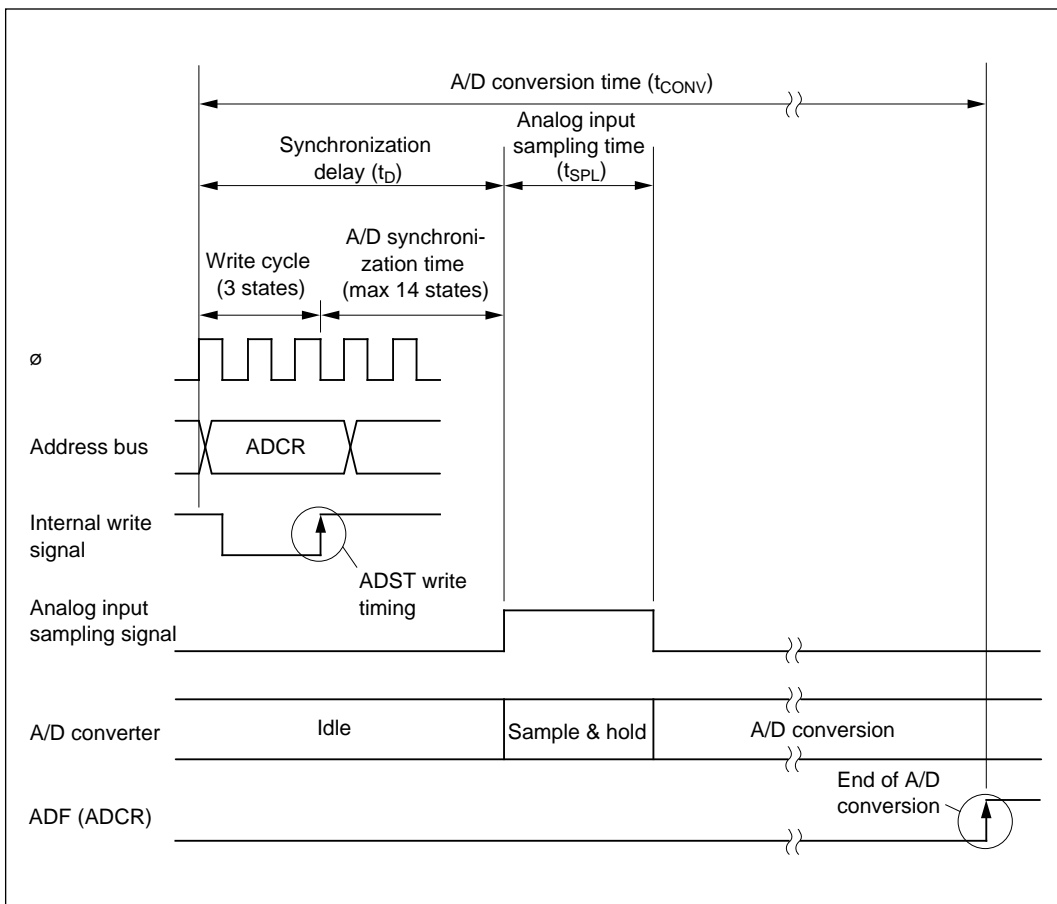 A/D conversion time (tCONV)
Analog input
sampling time
(tSPL)
Synchronization
delay (tD)
A/D synchroni-
zation time
(max 14 states)
Write cycle
(3 states)
ø
Address bus
ADCR
Internal write
signal
ADST write
timing
Analog input
sampling signal
A/D converter
Idle
Sample & hold
A/D conversion
End of A/D
conversion
ADF (ADCR)